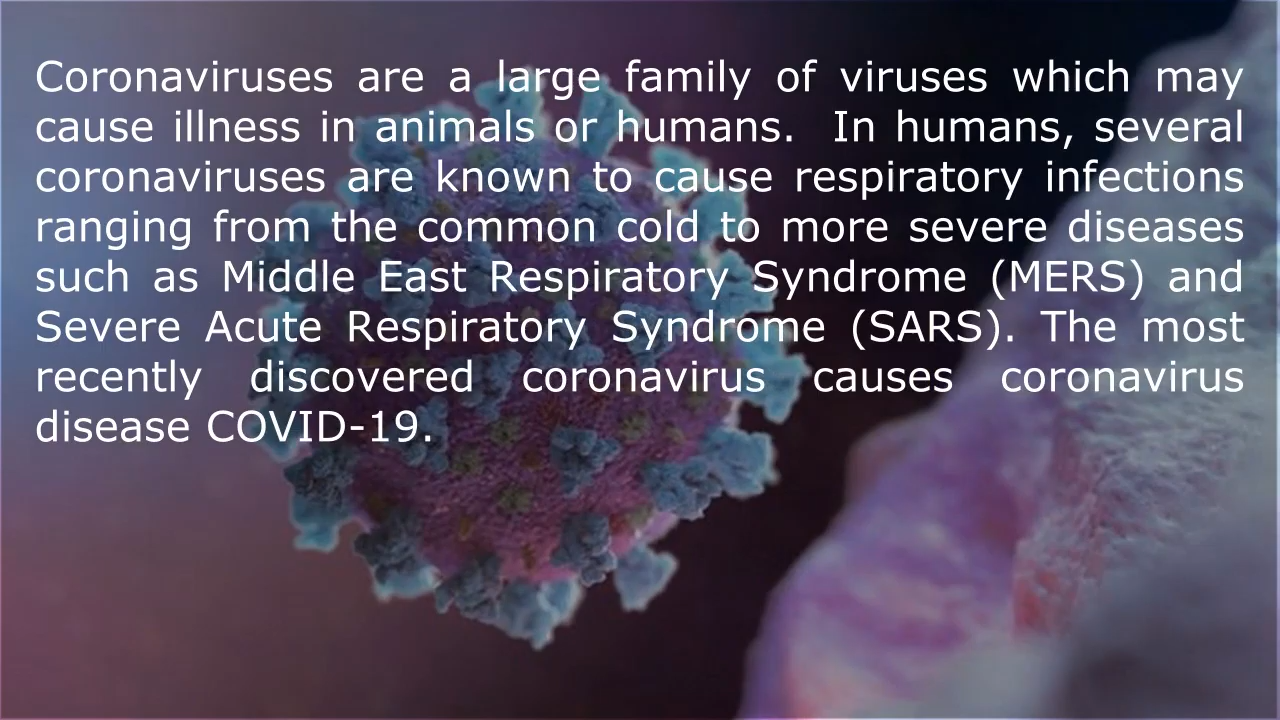 Coronaviruses are a large family of viruses which may
cause illness in animals or humans.  In humans, several
coronaviruses are known to cause respiratory infections
ranging from the common cold to more severe diseases
such as Middle East Respiratory Syndrome (MERS) and
Severe Acute Respiratory Syndrome (SARS). The most
recently discovered coronavirus causes coronavirus
disease COVID-19.